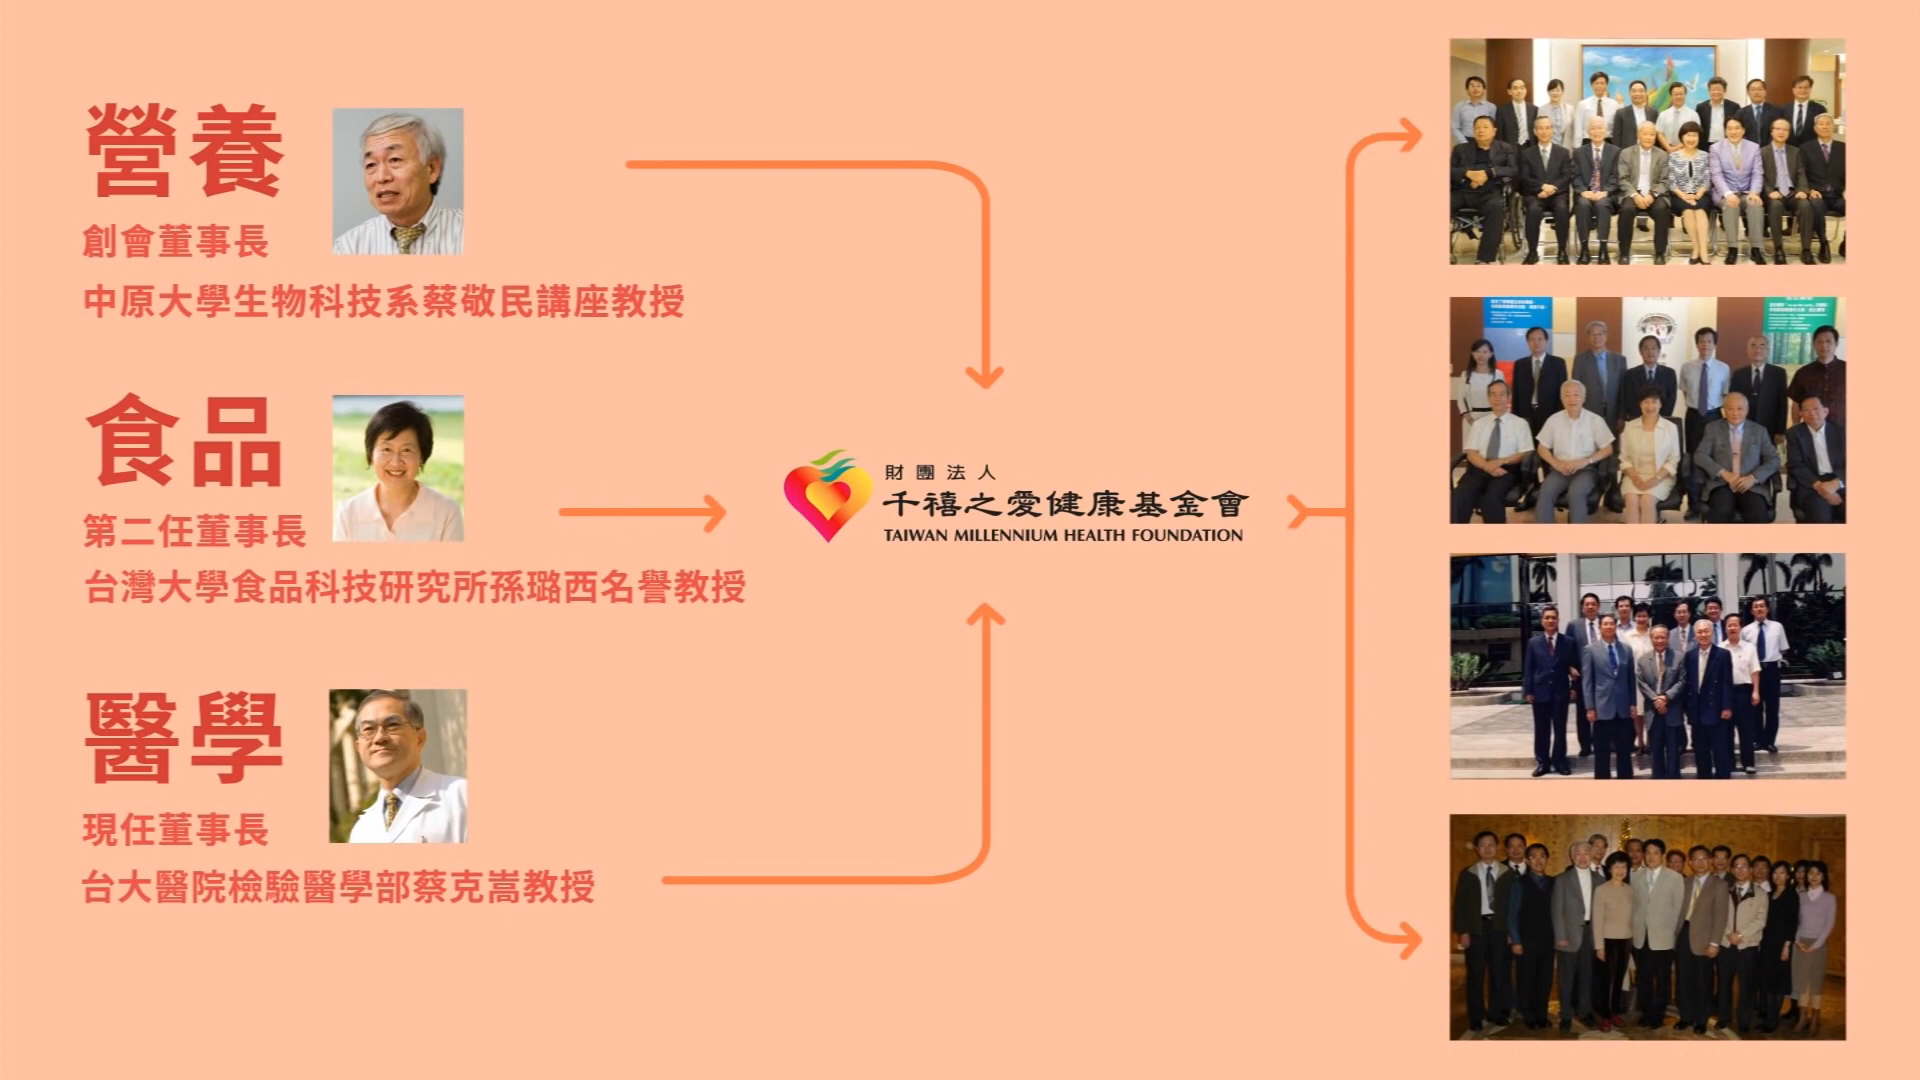 營養
創會董事長
中原大學生物科技系蔡敬民講座教授
食品
第二任董事長
台灣大學食品科技研究所孫璐西名譽教授
醫學
現任董事長
台大醫院檢驗醫學部蔡克嵩教授
財團法人
千禧之愛健康基金會
TAIWAN MILLENNIUM HEALTH FOUNDATION